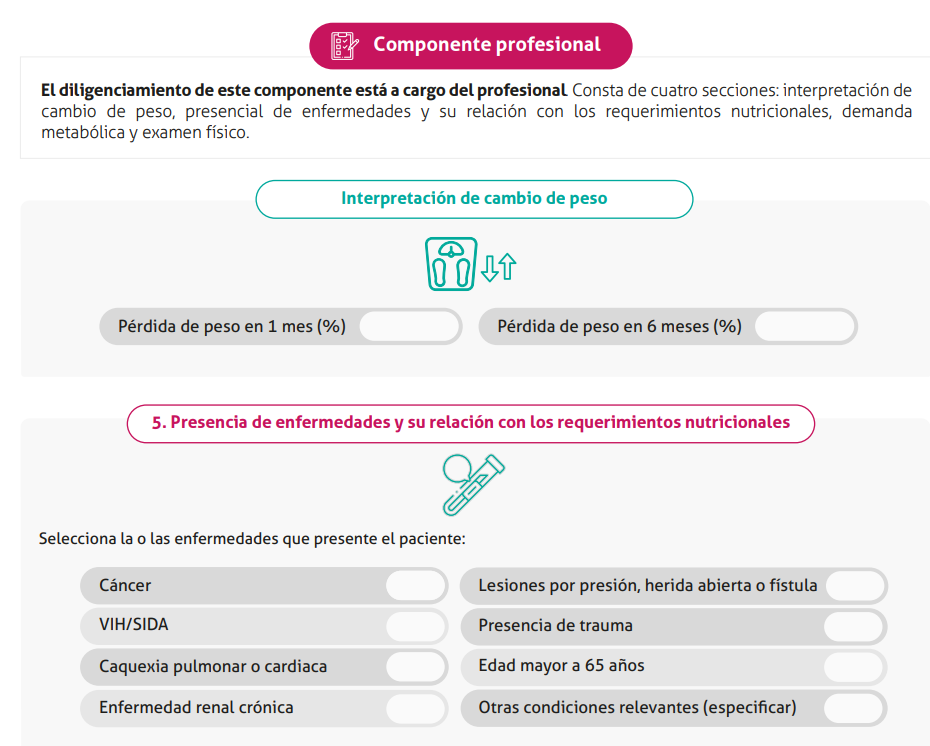 Componente profesional
El diligenciamiento de este componente está a cargo del profesional. Consta de cuatro secciones: interpretación de
cambio de peso, presencial de enfermedades y su relación con los requerimientos nutricionales, demanda
metabólica y examen físico.
Interpretación de cambio de peso
Pérdida de peso en 1 mes (%)
Pérdida de peso en 6 meses (%)
5. Presencia de enfermedades y su relación con los requerimientos nutricionales
Selecciona la o las enfermedades que presente el paciente:
Cáncer
Lesiones por presión, herida abierta o fístula
VIH/SIDA
Presencia de trauma
Caquexia pulmonar o cardiaca
Edad mayor a 65 años
Enfermedad renal crónica
Otras condiciones relevantes (especificar)